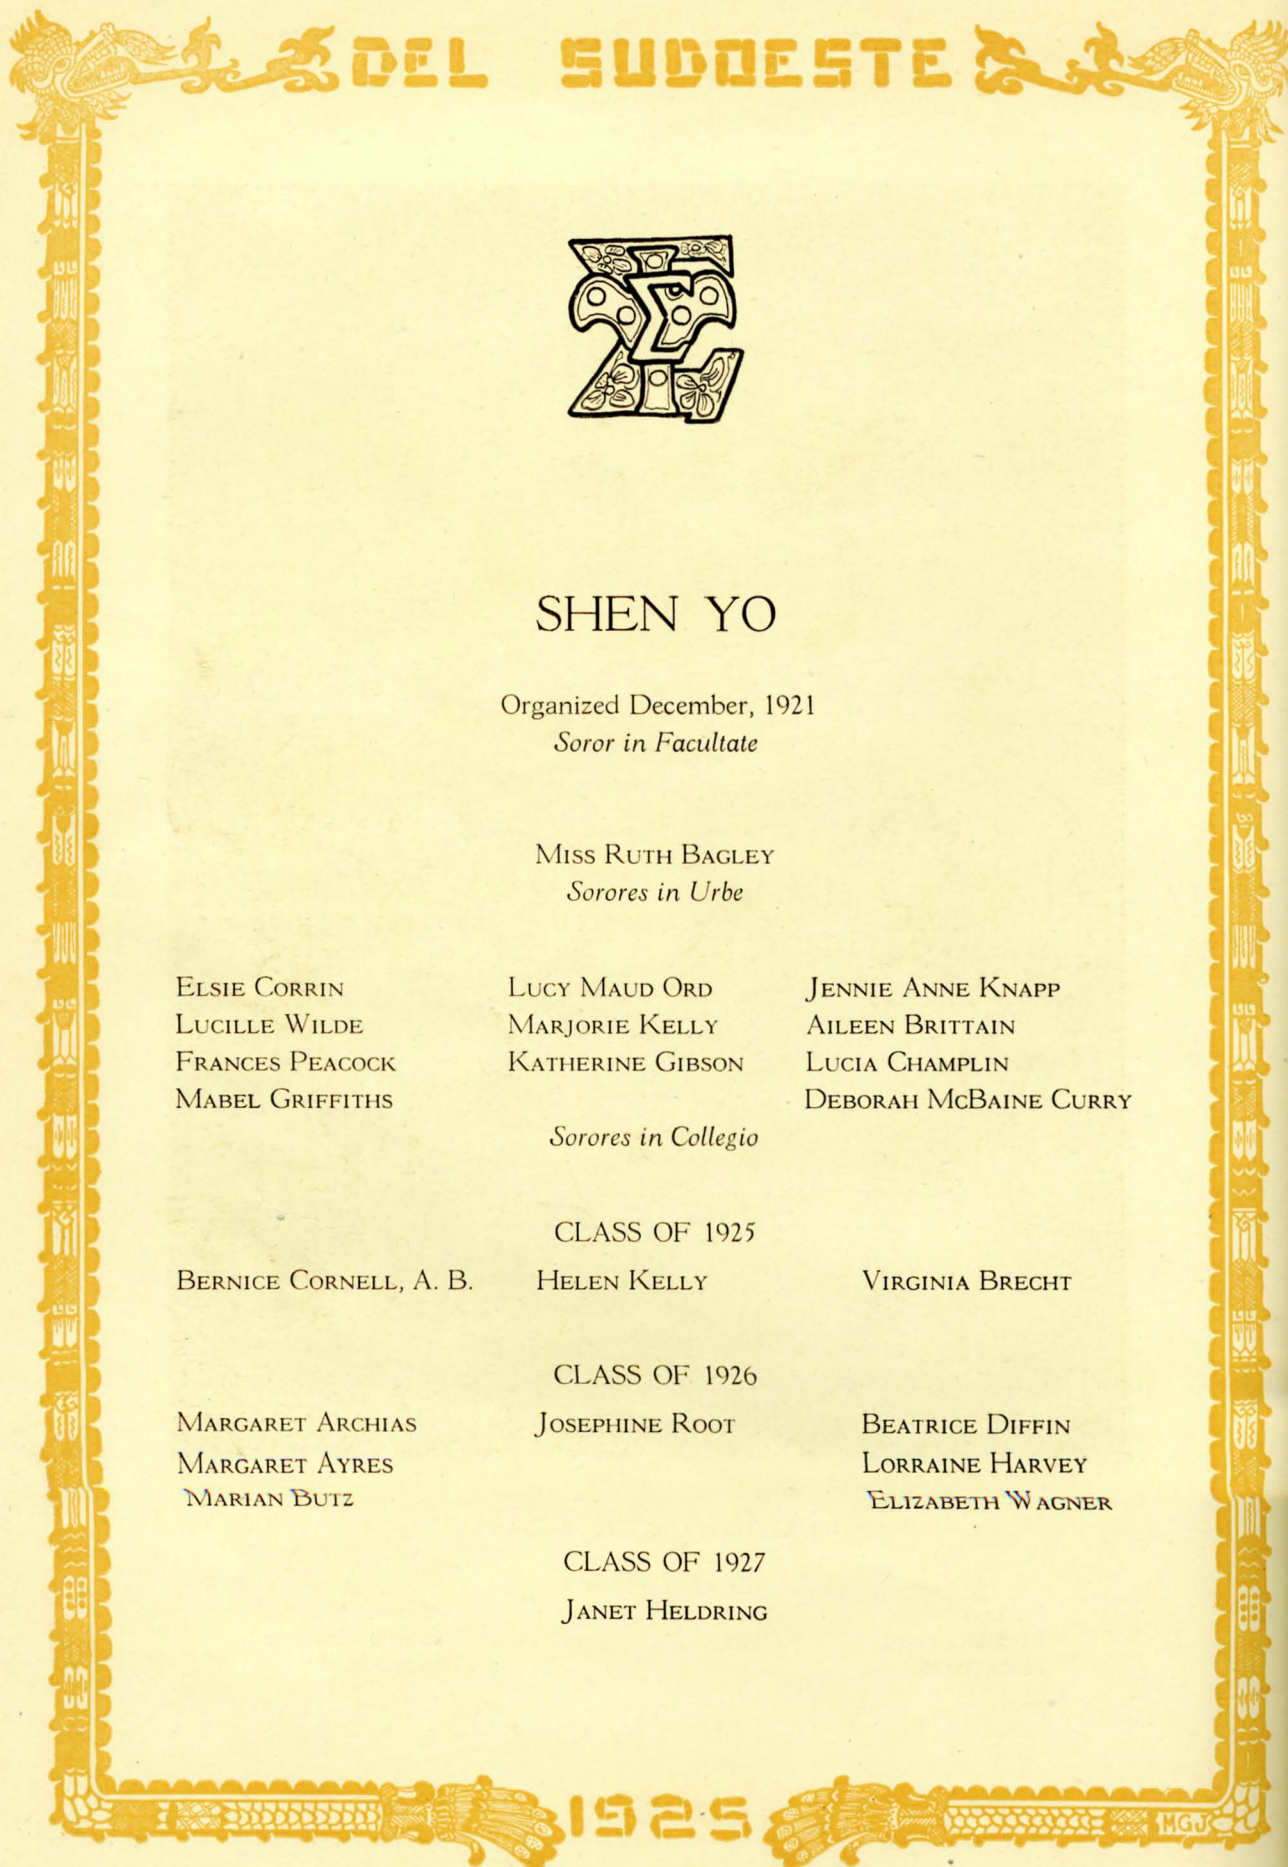 DEL SUDOESTE
ΣΨΣ
SHEN YO
Organized December, 1921
Soror in Facultate
MISS RUTH BAGLEY
Sorores in Urbe
ELSIE CORRIN LUCY MAUD ORD JENNIE ANNE KNAPP
LUCILLE WILDE MARJORIE KELLY AILEEN BRITTAIN
FRANCES PEACOCK KATHERINE GIBSON LUCIA CHAMPLIN
MABEL GRIFFITHS DEBORAH MCBAINE CURRY
Sorores in Collegio
CLASS OF 1925
BERNICE CORNELL, A. B. HELEN KELLY VIRGINIA BRECHT
CLASS OF 1926
MARGARET ARCHIAS JOSEPHINE ROOT BEATRICE DIFFIN
MARGARET AYRES LORRAINE HARVEY
MARIAN BUTZ ELIZABETH WAGNER
CLASS OF 1927
JANET HELDRING
1925
MGJ